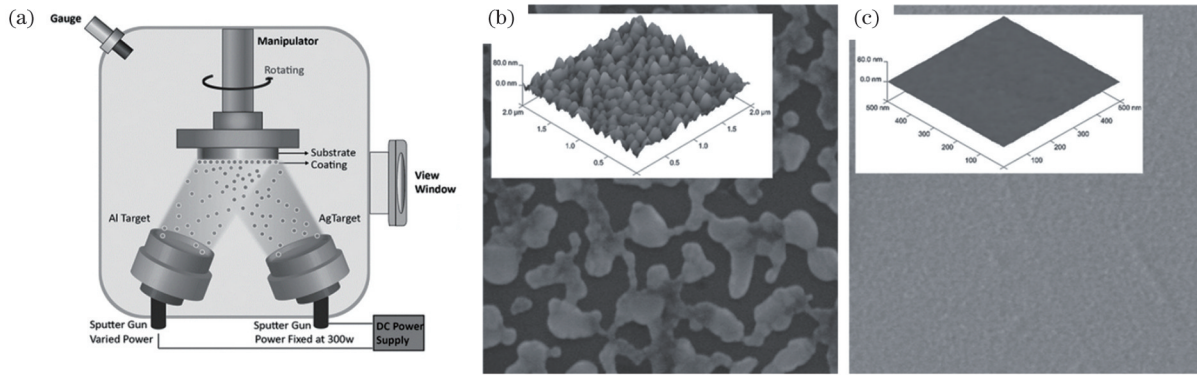 (a)
Gauge
Manipulator
Rotating
Substrate
Coating
View
Window
Al Target
AgTarget
Sputter Gun
Varied Power
Sputter Gun
Power Fixed at 300w
DC Power
Supply
(b)
80.0 nm
0.0 nm
2.0 μm
1.5
1.0
0.5
0.5
1.0
1.5
2.0 μm
(c)
80.0 nm
0.0 nm
500 nm
400
300
200
100
100
200
300
400
500 nm